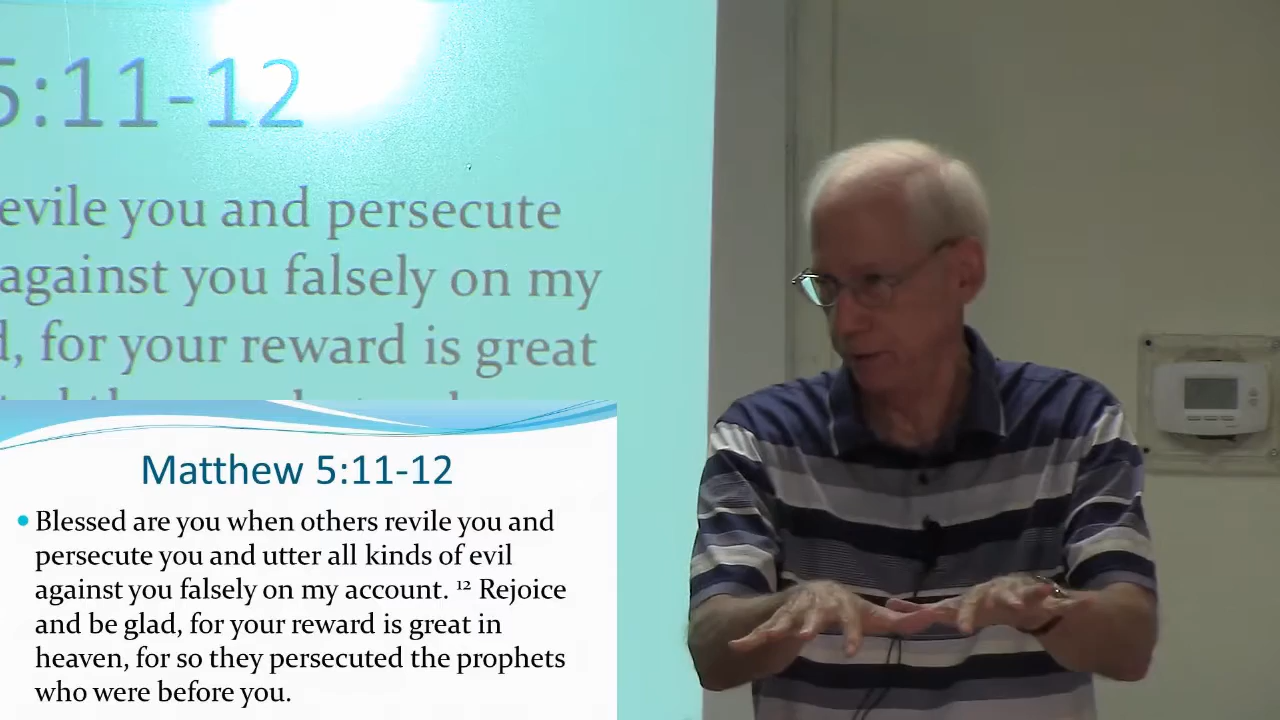 5:11-12
evile you and persecute
against you falsely on my
d, for your reward is great
Matthew 5:11-12
• Blessed are you when others revile you and
persecute you and utter all kinds of evil
against you falsely on my account. ¹² Rejoice
and be glad, for your reward is great in
heaven, for so they persecuted the prophets
who were before you.